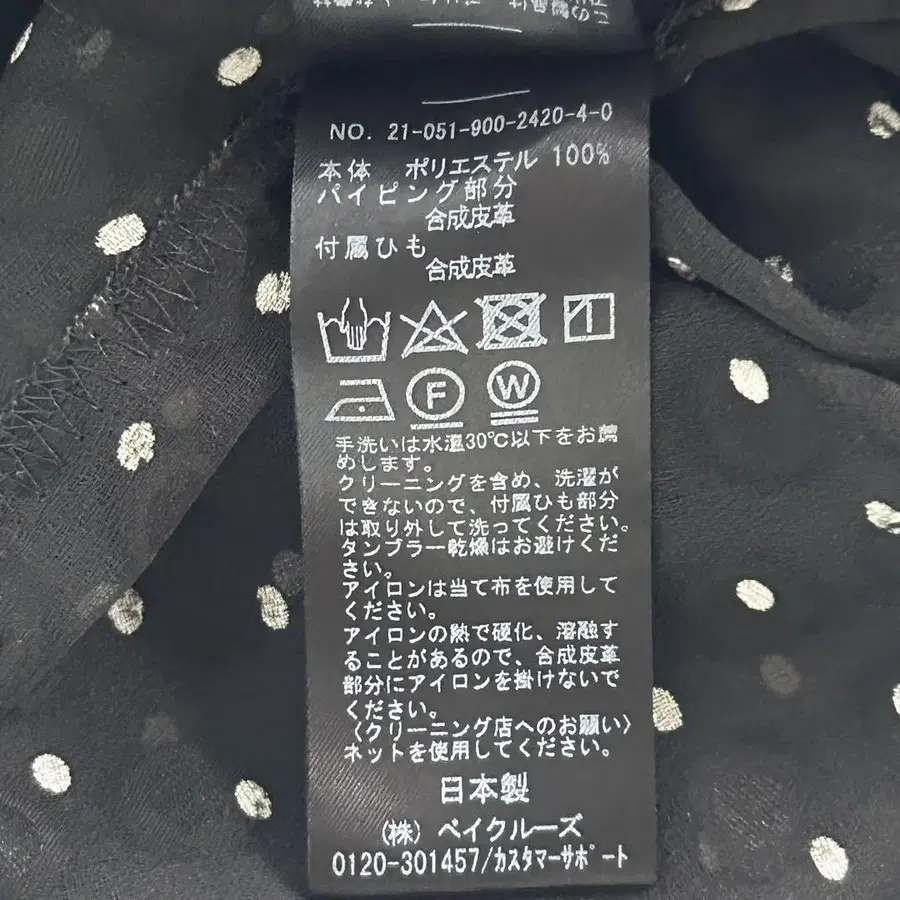 NO. 21-051-900-2420-4-0
本体 ポリエステル 100%
パイピング部分
合成皮革
付属ひも
合成皮革
F W
手洗いは水温30℃以下をお薦
めします。
クリーニングを含め、洗濯が
できないので、付属ひも部分
は取り外して洗ってください。
タンブラー乾燥はお避けくだ
さい。
アイロンは当て布を使用して
ください。
アイロンの熱で硬化、溶融す
ることがあるので、合成皮革
部分にアイロンを掛けないで
ください。
〈クリーニング店へのお願い〉
ネットを使用してください。
日本製
(株) ベイクルーズ
0120-301457/カスタマーサポート